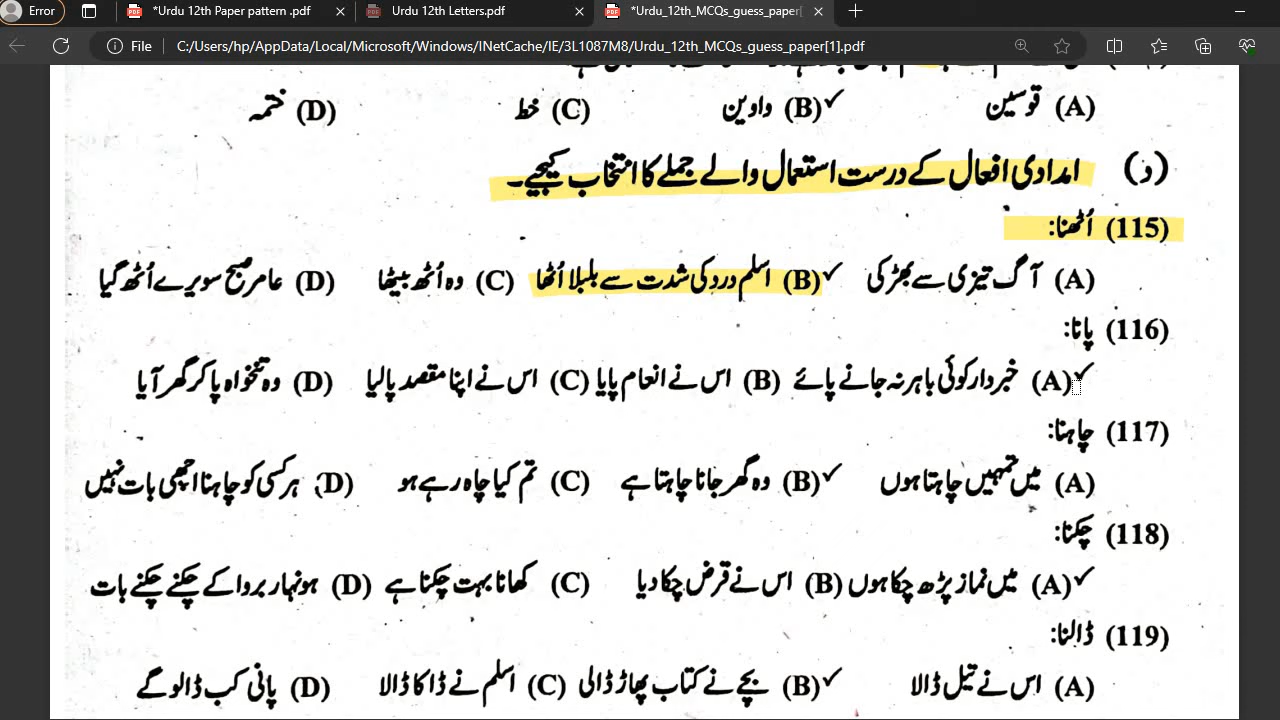 Error *Urdu 12th Paper pattern .pdf Urdu 12th Letters.pdf *Urdu_12th_MCQs_guess_paper[
File C:/Users/hp/AppData/Local/Microsoft/Windows/INetCache/IE/3L1087M8/Urdu_12th_MCQs_guess_paper[1].pdf
(A) قوسین ✓(B) واوین (C) خط (D) ختمہ
(د) امدادی افعال کے درست استعمال والے جملے کا انتخاب کیجیے۔
(115) اُٹھنا:
(A) آگ تیزی سے بھڑکی ✓(B) اسلم درد کی شدت سے بلبلا اُٹھا (C) وہ اُٹھ بیٹھا (D) عامر صبح سویرے اُٹھ گیا
(116) پانا:
✓(A) خبردار کوئی باہر نہ جانے پائے (B) اس نے انعام پایا (C) اس نے اپنا مقصد پا لیا (D) وہ تنخواہ پا کر گھر آیا
(117) چاہنا:
(A) میں تمہیں چاہتا ہوں ✓(B) وہ گھر جانا چاہتا ہے (C) تم کیا چاہ رہے ہو (D) ہر کسی کو چاہنا اچھی بات نہیں
(118) چکنا:
✓(A) میں نماز پڑھ چکا ہوں (B) اس نے قرض چکا دیا (C) کھانا بہت چکنا ہے (D) ہونہار بروا کے چکنے چکنے بات
(119) ڈالنا:
(A) اس نے تیل ڈالا ✓(B) بچے نے کتاب پھاڑ ڈالی (C) اسلم نے ڈاکا ڈالا (D) پانی کب ڈالو گے